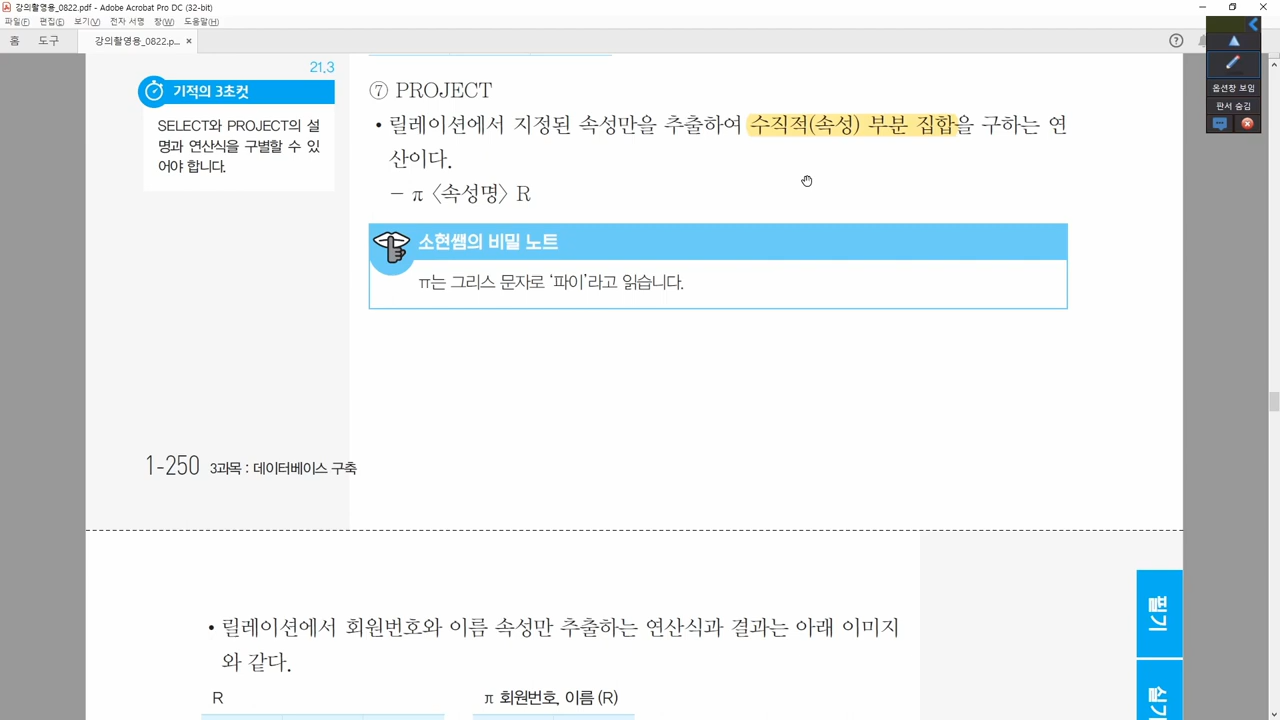 강의촬영용_0822.pdf - Adobe Acrobat Pro DC (32-bit)
파일(F) 편집(E) 보기(V) 전자 서명 창(W) 도움말(H)
홈 도구 강의촬영용_0822.p... ×
옵션창 보임
판서 숨김
21.3
기적의 3초컷
SELECT와 PROJECT의 설
명과 연산식을 구별할 수 있
어야 합니다.
⑦ PROJECT
• 릴레이션에서 지정된 속성만을 추출하여 수직적(속성) 부분 집합을 구하는 연
산이다.
– π 〈속성명〉 R
소현쌤의 비밀 노트
π는 그리스 문자로 ‘파이’라고 읽습니다.
1-250 3과목 : 데이터베이스 구축
• 릴레이션에서 회원번호와 이름 속성만 추출하는 연산식과 결과는 아래 이미지
와 같다.
R π 회원번호, 이름 (R)
필기
실기